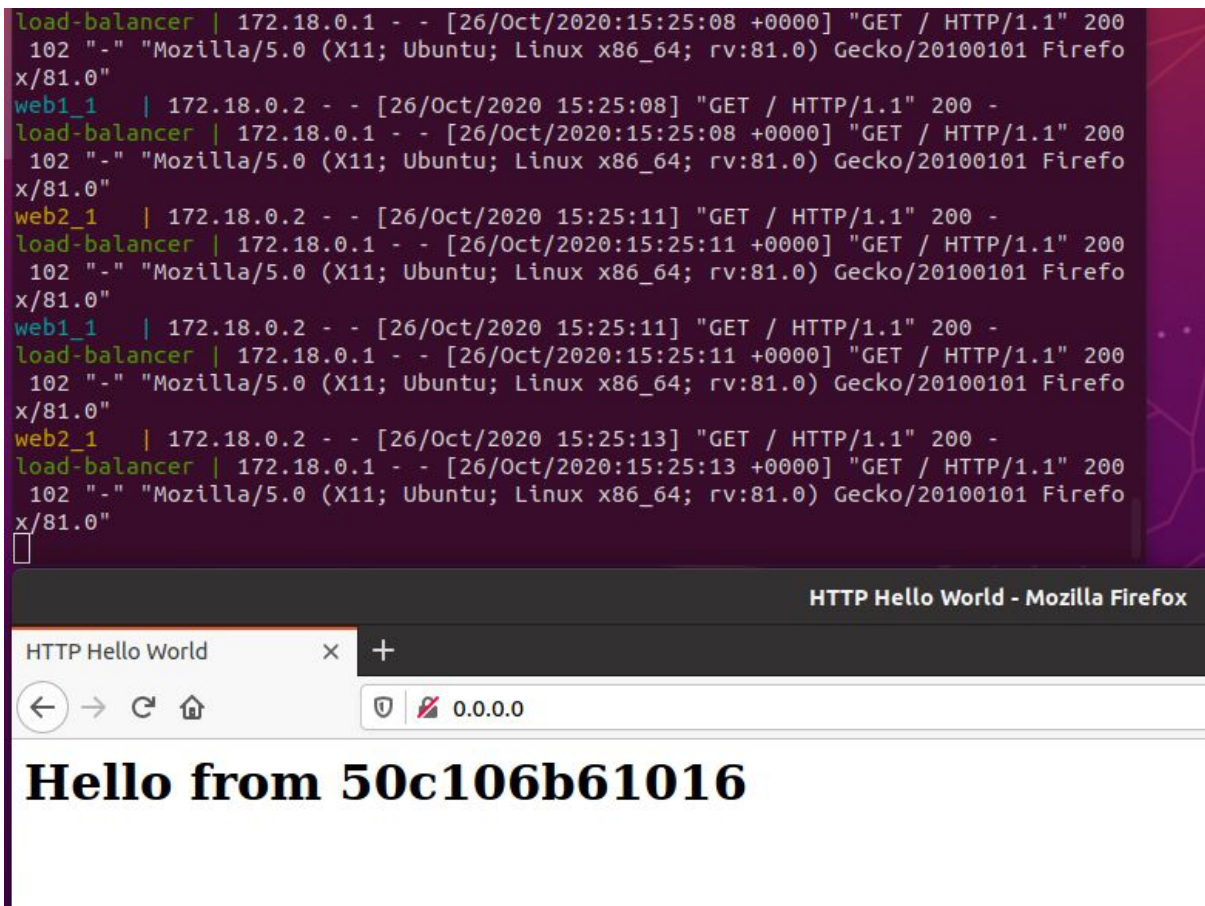 load-balancer | 172.18.0.1 - - [26/Oct/2020:15:25:08 +0000] "GET / HTTP/1.1" 200
102 "-" "Mozilla/5.0 (X11; Ubuntu; Linux x86_64; rv:81.0) Gecko/20100101 Firefo
x/81.0"
web1_1   | 172.18.0.2 - - [26/Oct/2020 15:25:08] "GET / HTTP/1.1" 200 -
load-balancer | 172.18.0.1 - - [26/Oct/2020:15:25:08 +0000] "GET / HTTP/1.1" 200
102 "-" "Mozilla/5.0 (X11; Ubuntu; Linux x86_64; rv:81.0) Gecko/20100101 Firefo
x/81.0"
web2_1   | 172.18.0.2 - - [26/Oct/2020 15:25:11] "GET / HTTP/1.1" 200 -
load-balancer | 172.18.0.1 - - [26/Oct/2020:15:25:11 +0000] "GET / HTTP/1.1" 200
102 "-" "Mozilla/5.0 (X11; Ubuntu; Linux x86_64; rv:81.0) Gecko/20100101 Firefo
x/81.0"
web1_1   | 172.18.0.2 - - [26/Oct/2020 15:25:11] "GET / HTTP/1.1" 200 -
load-balancer | 172.18.0.1 - - [26/Oct/2020:15:25:11 +0000] "GET / HTTP/1.1" 200
102 "-" "Mozilla/5.0 (X11; Ubuntu; Linux x86_64; rv:81.0) Gecko/20100101 Firefo
x/81.0"
web2_1   | 172.18.0.2 - - [26/Oct/2020 15:25:13] "GET / HTTP/1.1" 200 -
load-balancer | 172.18.0.1 - - [26/Oct/2020:15:25:13 +0000] "GET / HTTP/1.1" 200
102 "-" "Mozilla/5.0 (X11; Ubuntu; Linux x86_64; rv:81.0) Gecko/20100101 Firefo
x/81.0"
HTTP Hello World - Mozilla Firefox
HTTP Hello World
0.0.0.0
Hello from 50c106b61016